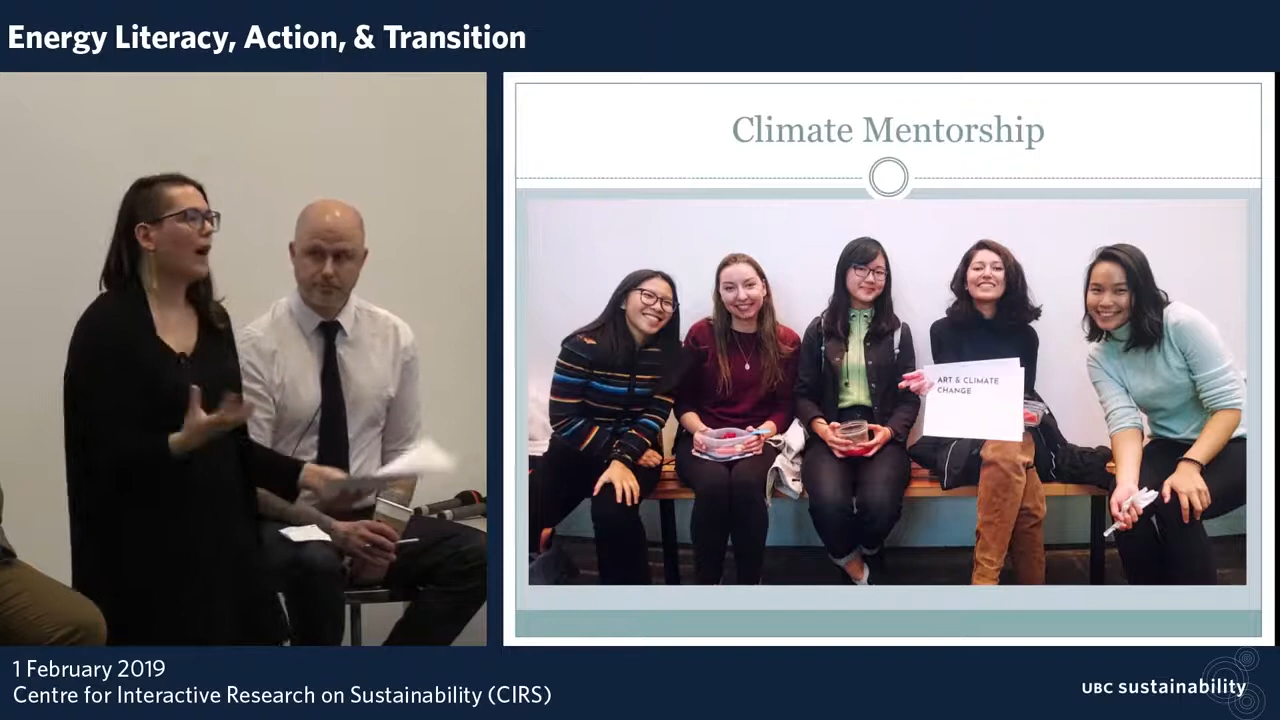 Energy Literacy, Action, & Transition
Climate Mentorship
ART & CLIMATE
CHANGE
1 February 2019
Centre for Interactive Research on Sustainability (CIRS)
UBC sustainability